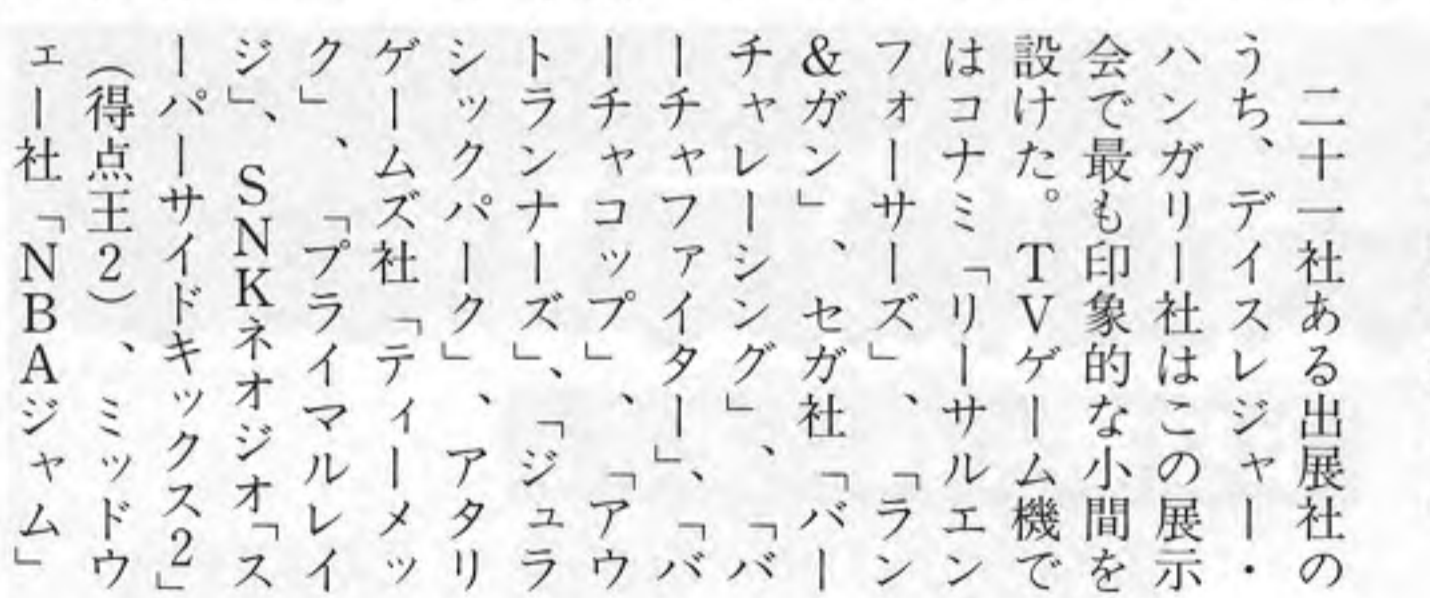 二十一社ある出展社の
うち、デイスレジャー・
ハンガリー社はこの展示
会で最も印象的な小間を
設けた。TVゲーム機で
はコナミ「リーサルエン
フォーサーズ」、「ラン
&ガン」、セガ社「バー
チャレーシング」、「バ
ーチャファイター」、「バ
ーチャコップ」、「アウ
トランナーズ」、「ジュラ
シックパーク」、アタリ
ゲームズ社「ティーメッ
ク」、「プライマルレイ
ジ」、SNKネオジオ「ス
ーパーサイドキックス2」
(得点王2)、ミッドウ
ェー社「NBAジャム」